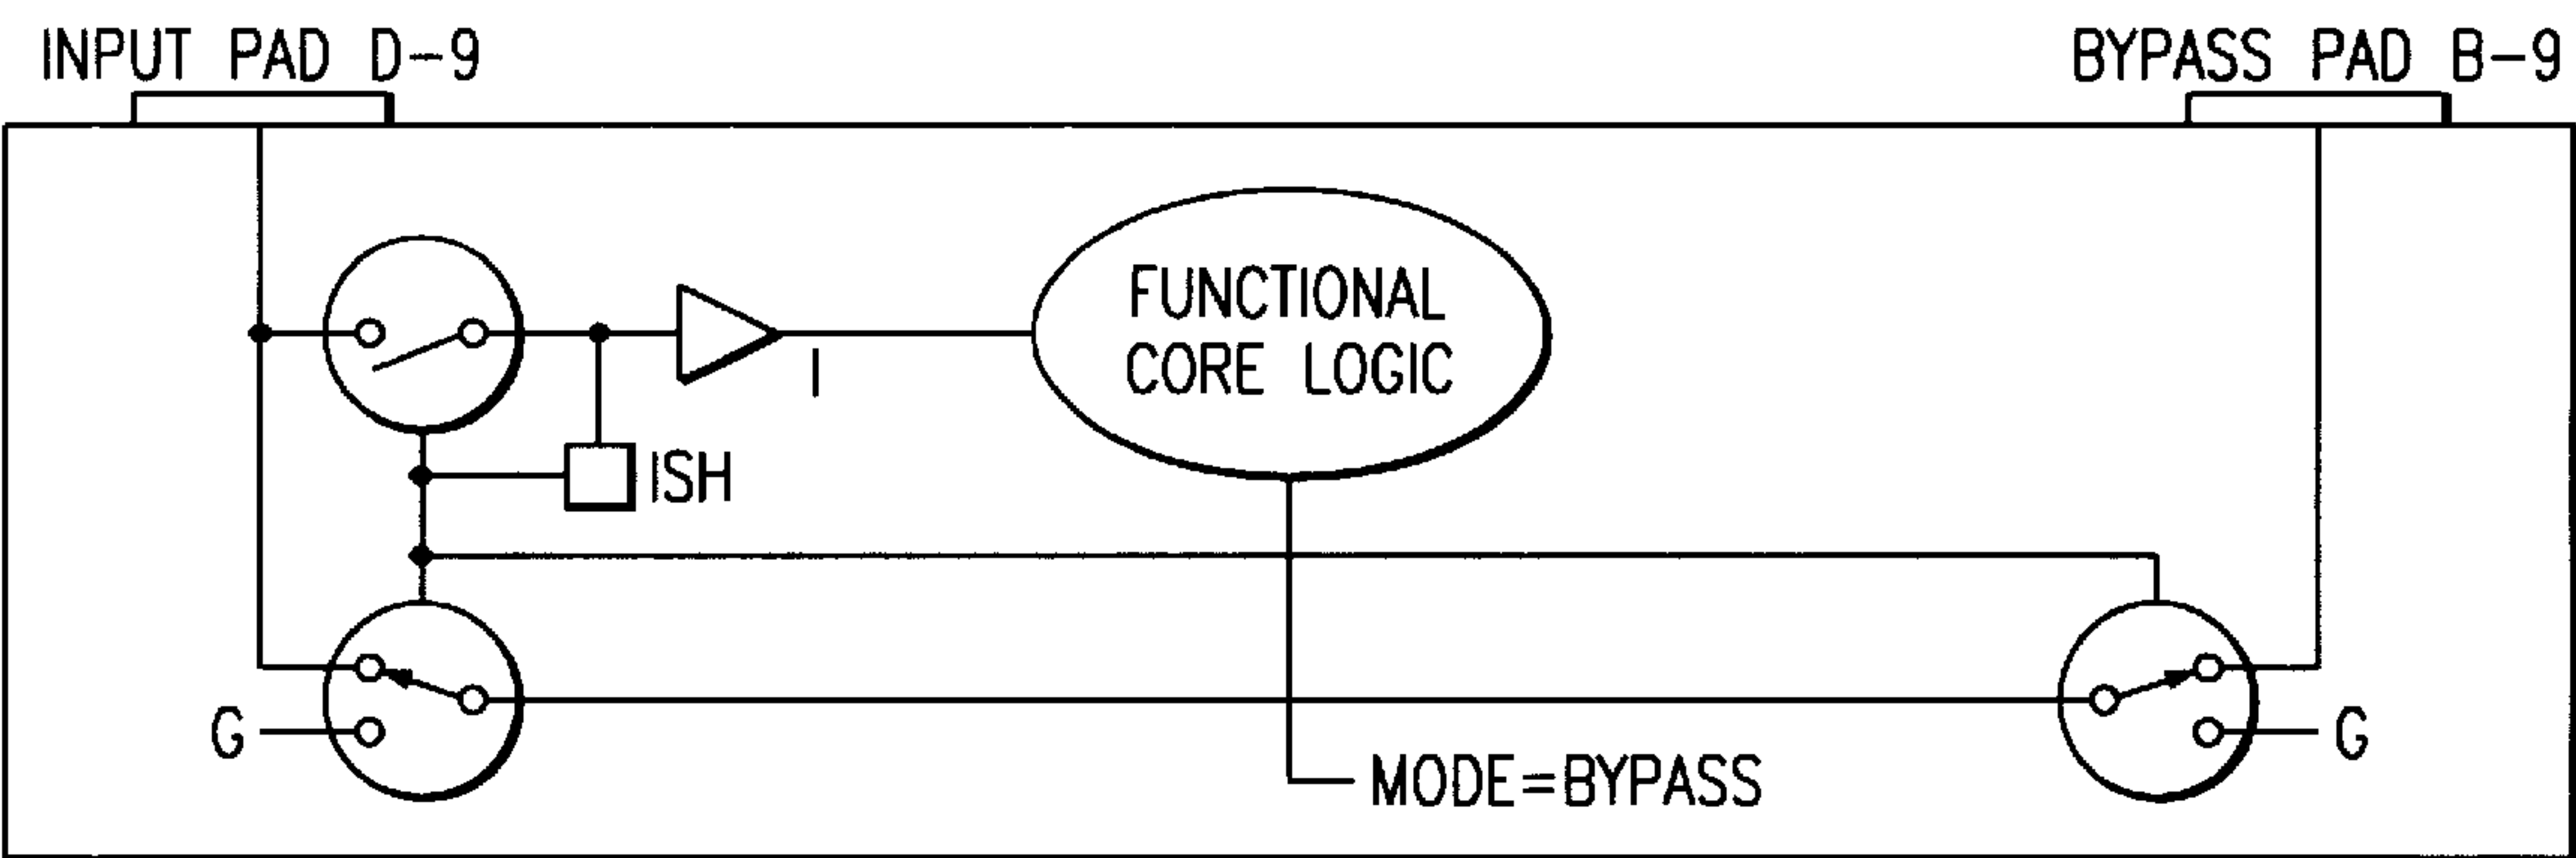 INPUT PAD D-9
BYPASS PAD B-9
FUNCTIONAL
CORE LOGIC
I
ISH
G
G
MODE=BYPASS